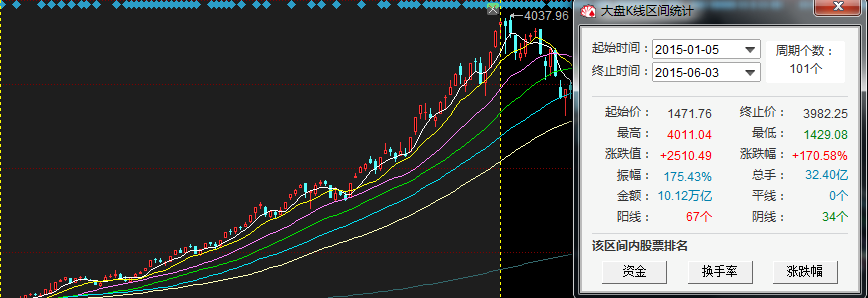 4037.96
大盘K线区间统计
起始时间： 2015-01-05
终止时间： 2015-06-03
周期个数：
101个
起始价： 1471.76 终止价： 3982.25
最高： 4011.04 最低： 1429.08
涨跌值： +2510.49 涨跌幅： +170.58%
振幅： 175.43% 总手： 32.40亿
金额： 10.12万亿 平线： 0个
阳线： 67个 阴线： 34个
该区间内股票排名
资金 换手率 涨跌幅